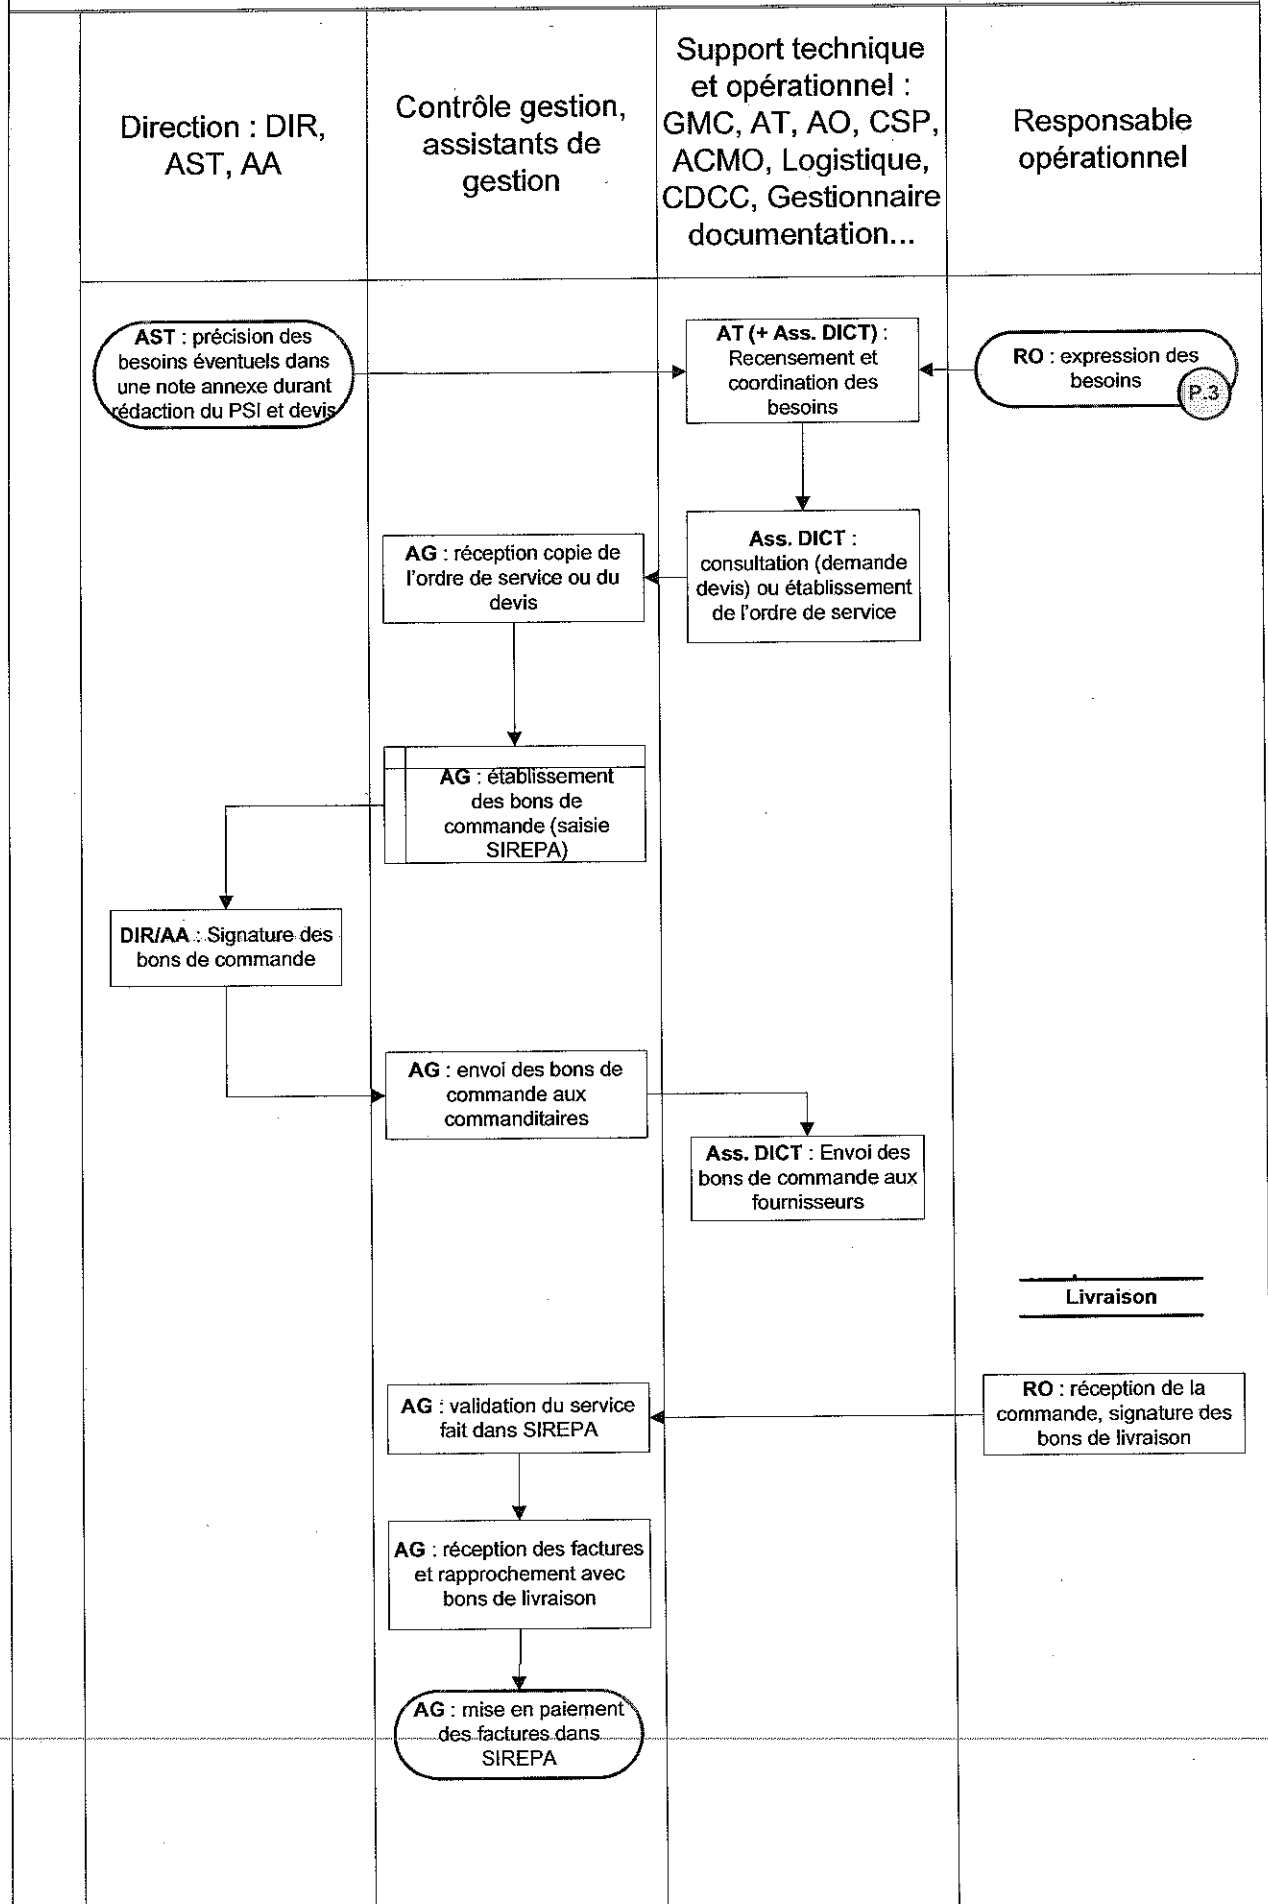 Direction : DIR,
AST, AA
Contrôle gestion,
assistants de
gestion
Support technique
et opérationnel :
GMC, AT, AO, CSP,
ACMO, Logistique,
CDCC, Gestionnaire
documentation...
Responsable
opérationnel
AST : précision des
besoins éventuels dans
une note annexe durant
rédaction du PSI et devis
AT (+ Ass. DICT) :
Recensement et
coordination des
besoins
RO : expression des
besoins
P.3
AG : réception copie de
l'ordre de service ou du
devis
Ass. DICT :
consultation (demande
devis) ou établissement
de l'ordre de service
AG : établissement
des bons de
commande (saisie
SIREPA)
DIR/AA : Signature des
bons de commande
AG : envoi des bons de
commande aux
commanditaires
Ass. DICT : Envoi des
bons de commande aux
fournisseurs
Livraison
RO : réception de la
commande, signature des
bons de livraison
AG : validation du service
fait dans SIREPA
AG : réception des factures
et rapprochement avec
bons de livraison
AG : mise en paiement
des factures dans
SIREPA